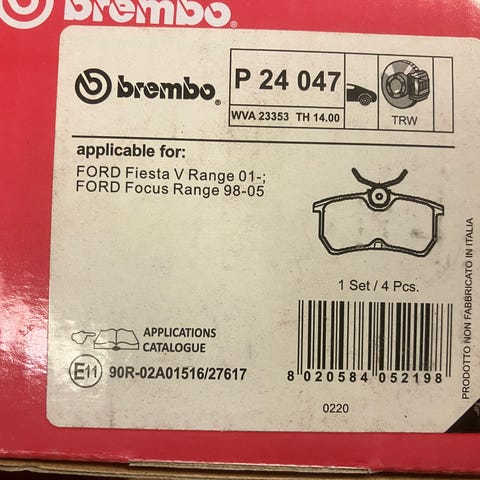 brembo®
brembo®
P 24 047
WVA 23353 TH 14.00
TRW
applicable for:
FORD Fiesta V Range 01-;
FORD Focus Range 98-05
1 Set / 4 Pcs.
APPLICATIONS
CATALOGUE
E11 90R-02A01516/27617
8 020584 052198
0220
PRODOTTO NON FABBRICATO IN ITALIA